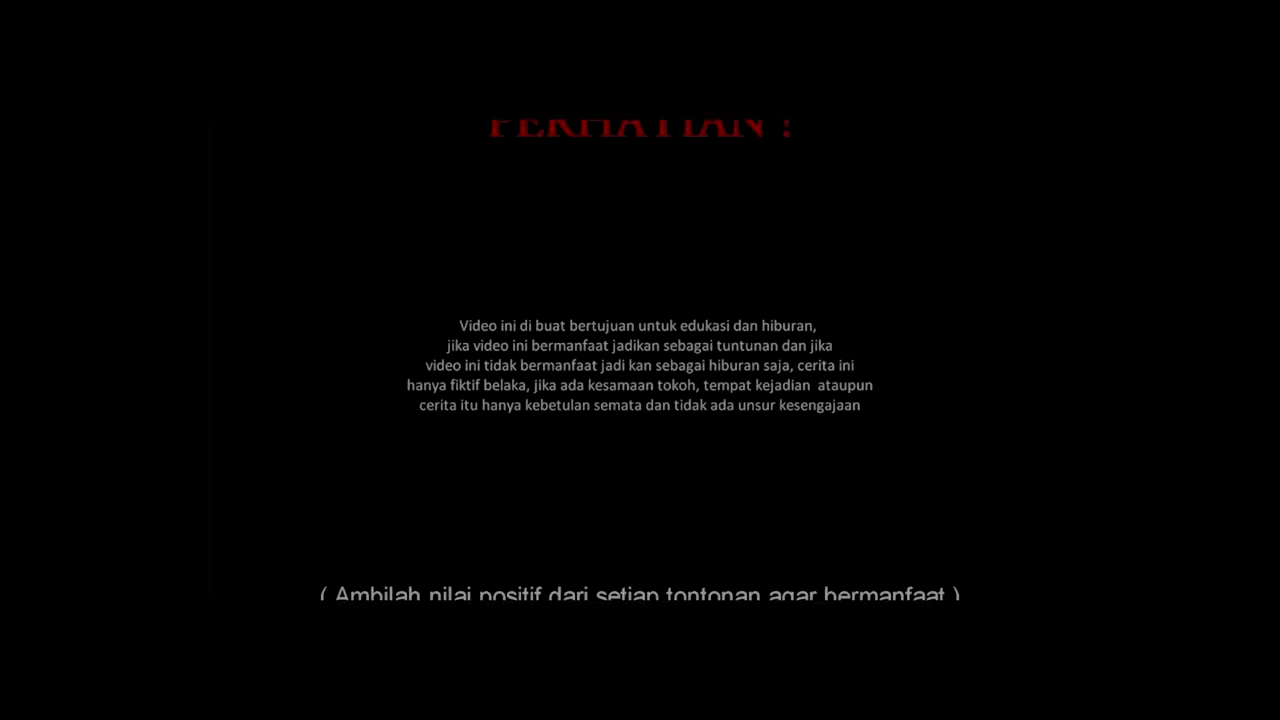 PERHATIAN !
Video ini di buat bertujuan untuk edukasi dan hiburan,
jika video ini bermanfaat jadikan sebagai tuntunan dan jika
video ini tidak bermanfaat jadi kan sebagai hiburan saja, cerita ini
hanya fiktif belaka, jika ada kesamaan tokoh, tempat kejadian ataupun
cerita itu hanya kebetulan semata dan tidak ada unsur kesengajaan
( Ambilah nilai positif dari setiap tontonan agar bermanfaat )